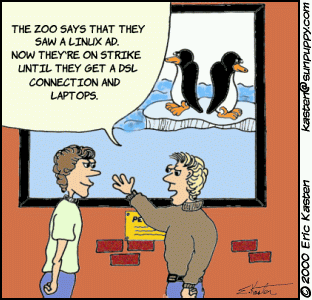 THE ZOO SAYS THAT THEY
SAW A LINUX AD.
NOW THEY'RE ON STRIKE
UNTIL THEY GET A DSL
CONNECTION AND
LAPTOPS.
© 2000 Eric Kasten
kasten@sunpuppy.com